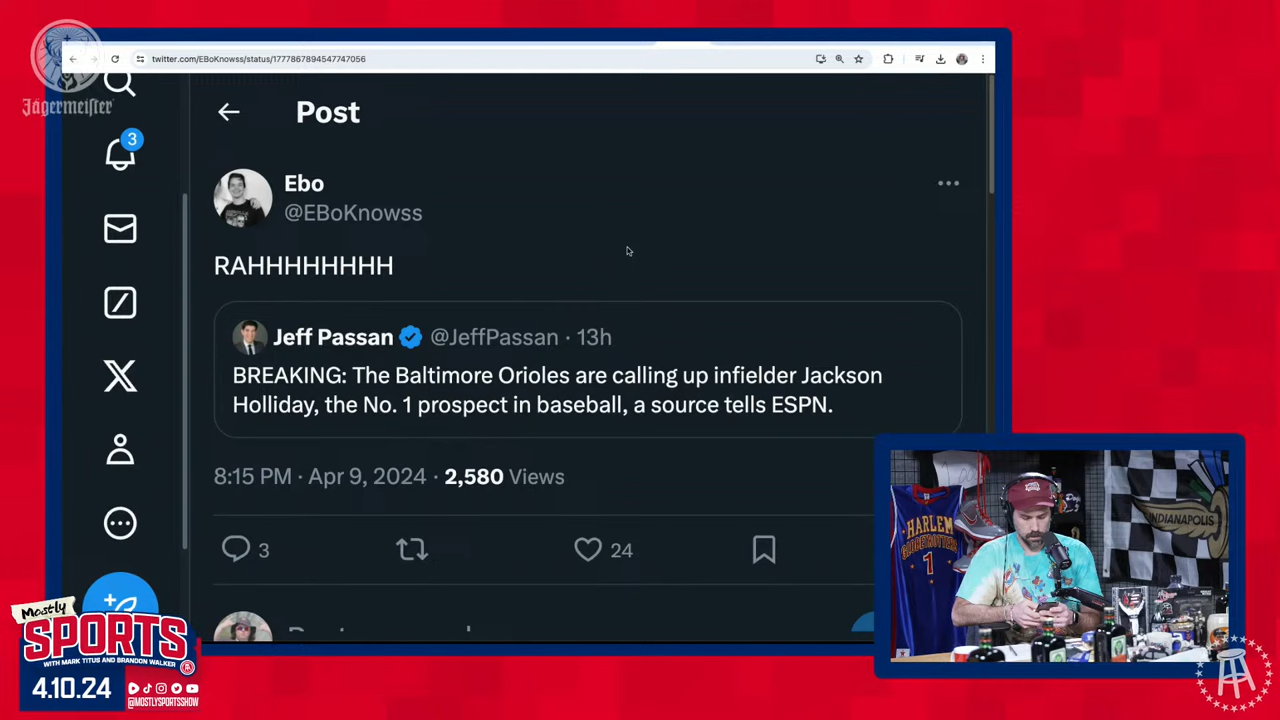 Jägermeister
twitter.com/EBoKnowss/status/1777867894547747056
3
Post
Ebo
@EBoKnowss
RAHHHHHHHH
Jeff Passan @JeffPassan · 13h
BREAKING: The Baltimore Orioles are calling up infielder Jackson
Holliday, the No. 1 prospect in baseball, a source tells ESPN.
8:15 PM · Apr 9, 2024 · 2,580 Views
3
24
HARLEM
GLOBETROTTERS
1
INDIANAPOLIS
Mostly
SPORTS
WITH MARK TITUS AND BRANDON WALKER
4.10.24
@MOSTLYSPORTSSHOW